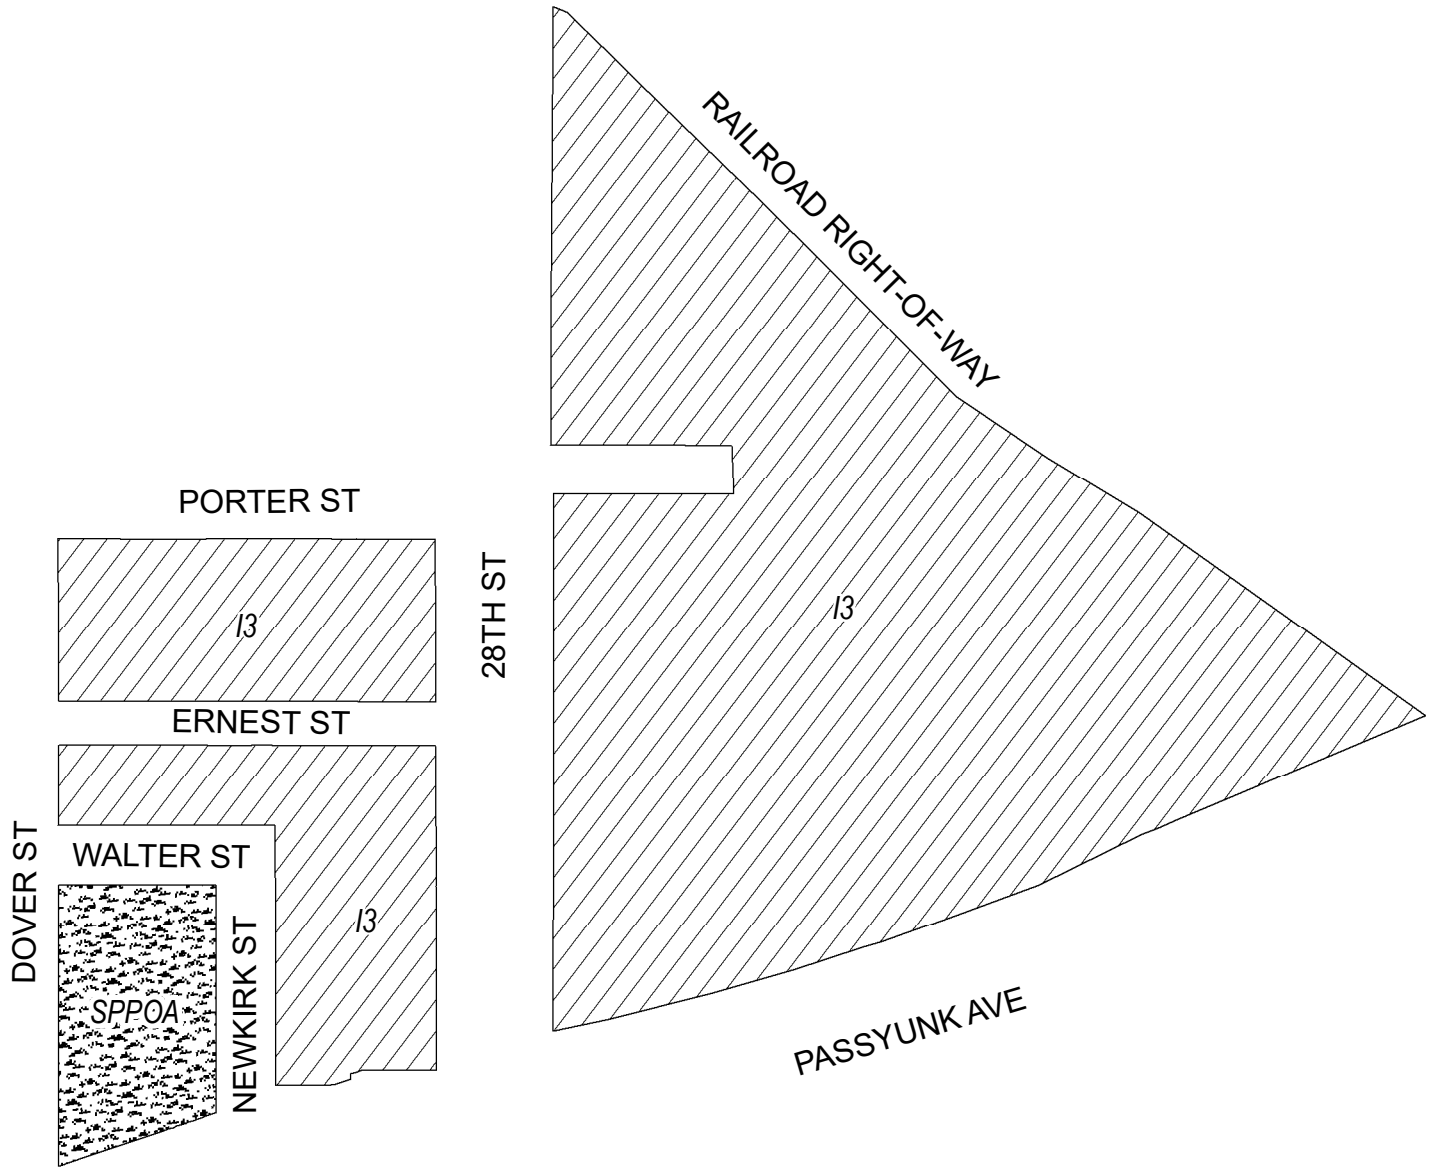 RAILROAD RIGHT-OF-WAY
PORTER ST
28TH ST
I3
I3
ERNEST ST
DOVER ST
WALTER ST
I3
NEWKIRK ST
SPPOA
PASSYUNK AVE